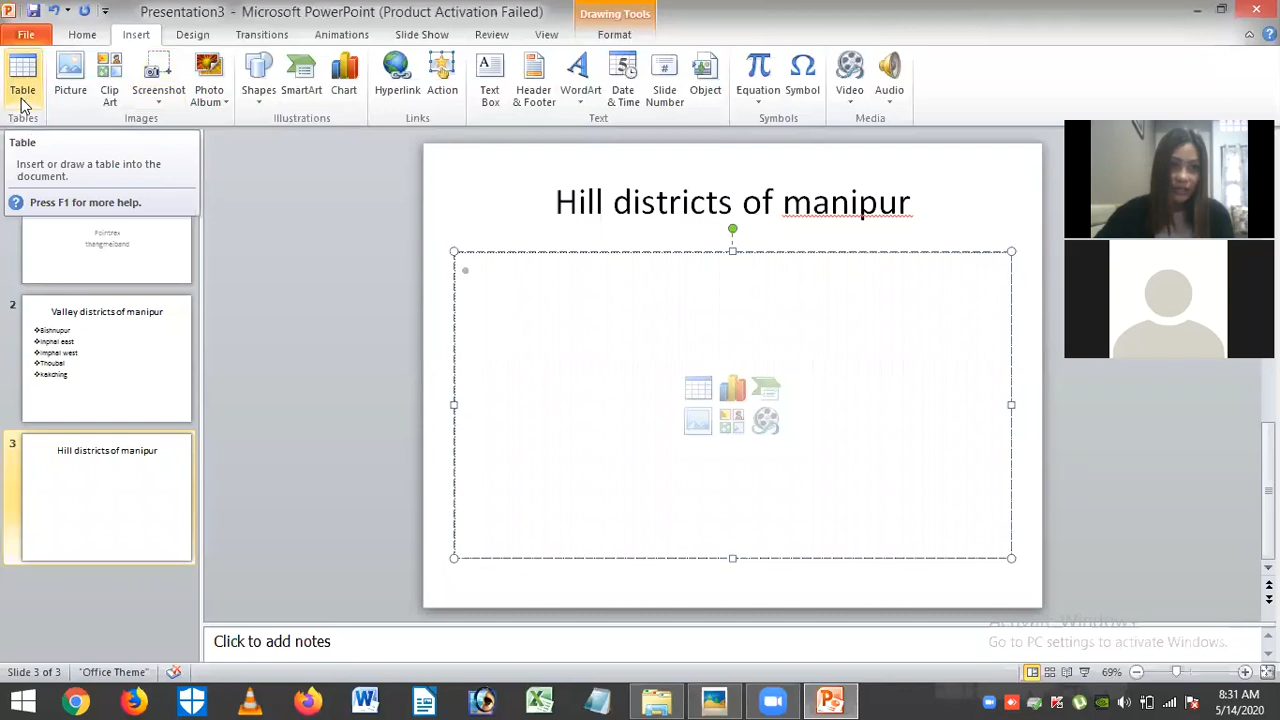 Presentation3 - Microsoft PowerPoint (Product Activation Failed)
Drawing Tools
File Home Insert Design Transitions Animations Slide Show Review View Format
Table Picture Clip Art Screenshot Photo Album Shapes SmartArt Chart Hyperlink Action Text Box Header & Footer WordArt Date & Time Slide Number Object Equation Symbol Video Audio
Tables Images Illustrations Links Text Symbols Media
Table
Insert or draw a table into the document.
Press F1 for more help.
Pointrex
thangmeiband
2
Valley districts of manipur
Bishnupur
Inphal east
Imphal west
Thoubal
kakching
3
Hill districts of manipur
Hill districts of manipur
Click to add notes
Activate Windows
Go to PC settings to activate Windows.
Slide 3 of 3 "Office Theme" 69%
8:31 AM
5/14/2020